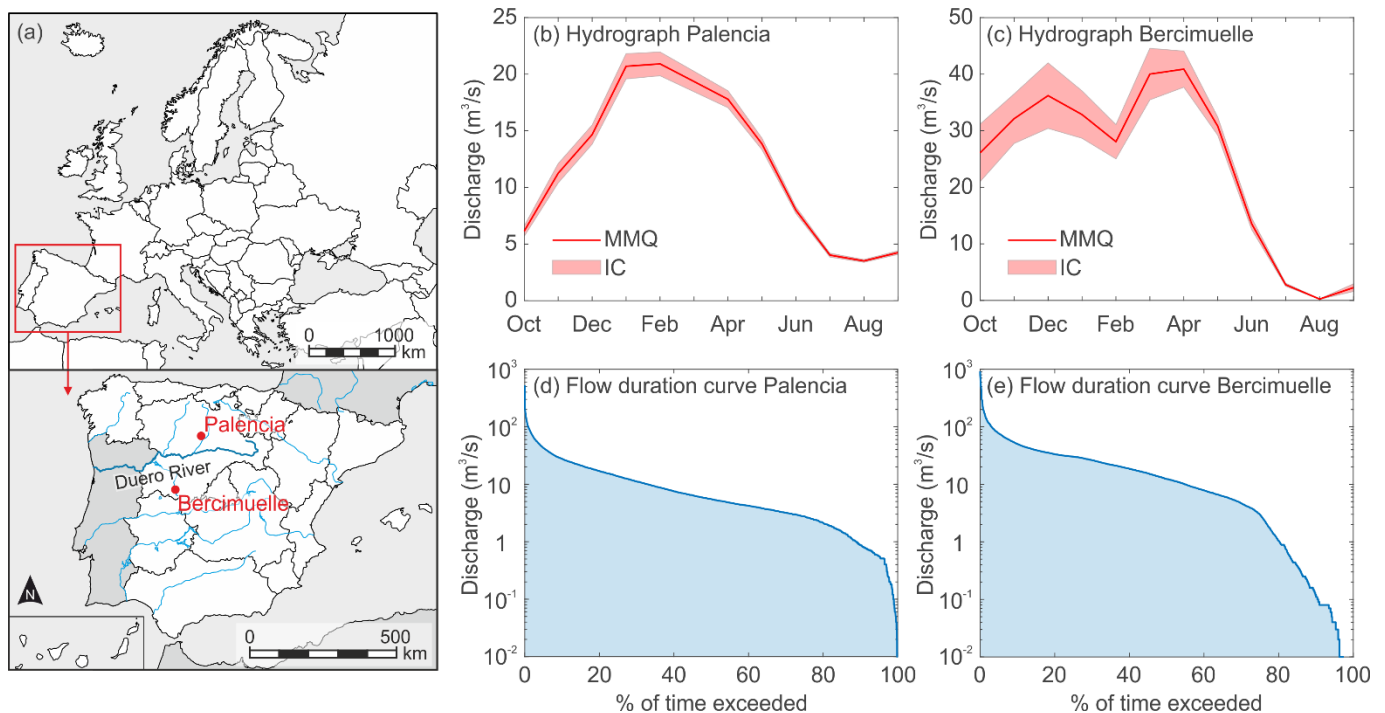 (a)
0 1000
km
Palencia
Duero River
Bercimuelle
N
0 500
km
(b) Hydrograph Palencia
Discharge (m³/s)
25
20
15
10
5
0
MMQ
IC
Oct Dec Feb Apr Jun Aug
(c) Hydrograph Bercimuelle
Discharge (m³/s)
50
40
30
20
10
0
MMQ
IC
Oct Dec Feb Apr Jun Aug
(d) Flow duration curve Palencia
Discharge (m³/s)
10³
10²
10
1
10⁻¹
10⁻²
0 20 40 60 80 100
% of time exceeded
(e) Flow duration curve Bercimuelle
Discharge (m³/s)
10³
10²
10
1
10⁻¹
10⁻²
0 20 40 60 80 100
% of time exceeded